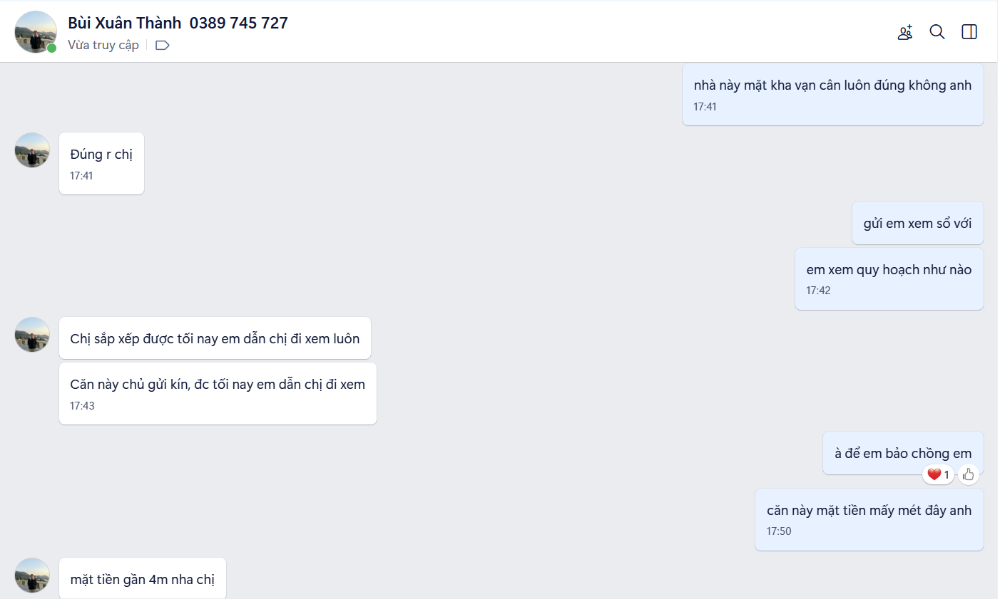 Bùi Xuân Thành 0389 745 727
Vừa truy cập
nhà này mặt kha vạn cân luôn đúng không anh
17:41
Đúng r chị
17:41
gửi em xem sổ với
em xem quy hoạch như nào
17:42
Chị sắp xếp được tối nay em dẫn chị đi xem luôn
Căn này chủ gửi kín, đc tối nay em dẫn chị đi xem
17:43
à để em bảo chồng em
1
căn này mặt tiền mấy mét đây anh
17:50
mặt tiền gần 4m nha chị